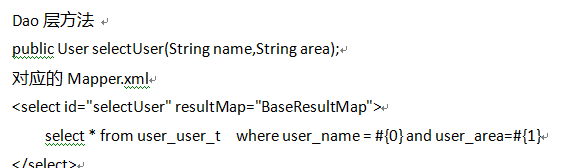 Dao 层方法
public User selectUser(String name,String area);
对应的 Mapper.xml
<select id="selectUser" resultMap="BaseResultMap">
select * from user_user_t where user_name = #{0} and user_area=#{1}
</select>